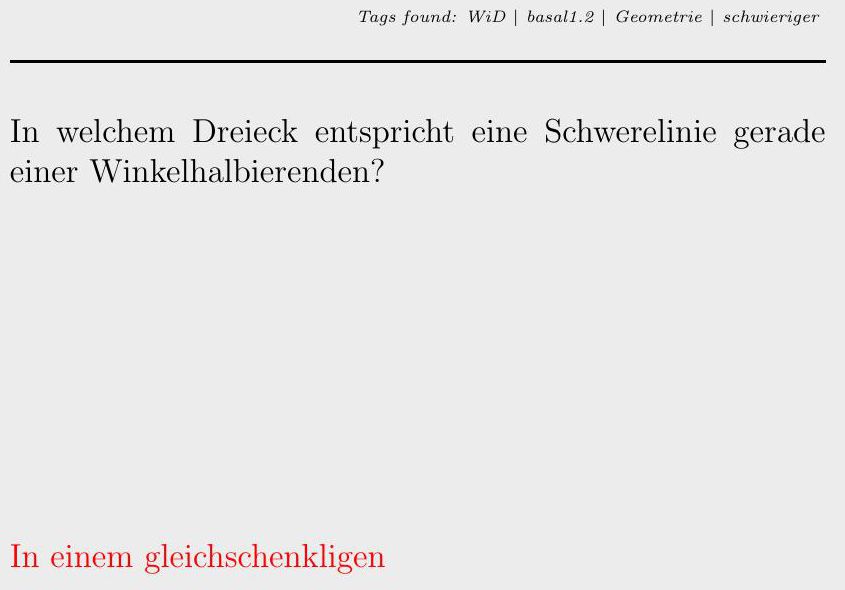 Tags found: WiD | basal1.2 | Geometrie | schwieriger
In welchem Dreieck entspricht eine Schwerelinie gerade
einer Winkelhalbierenden?
In einem gleichschenkligen